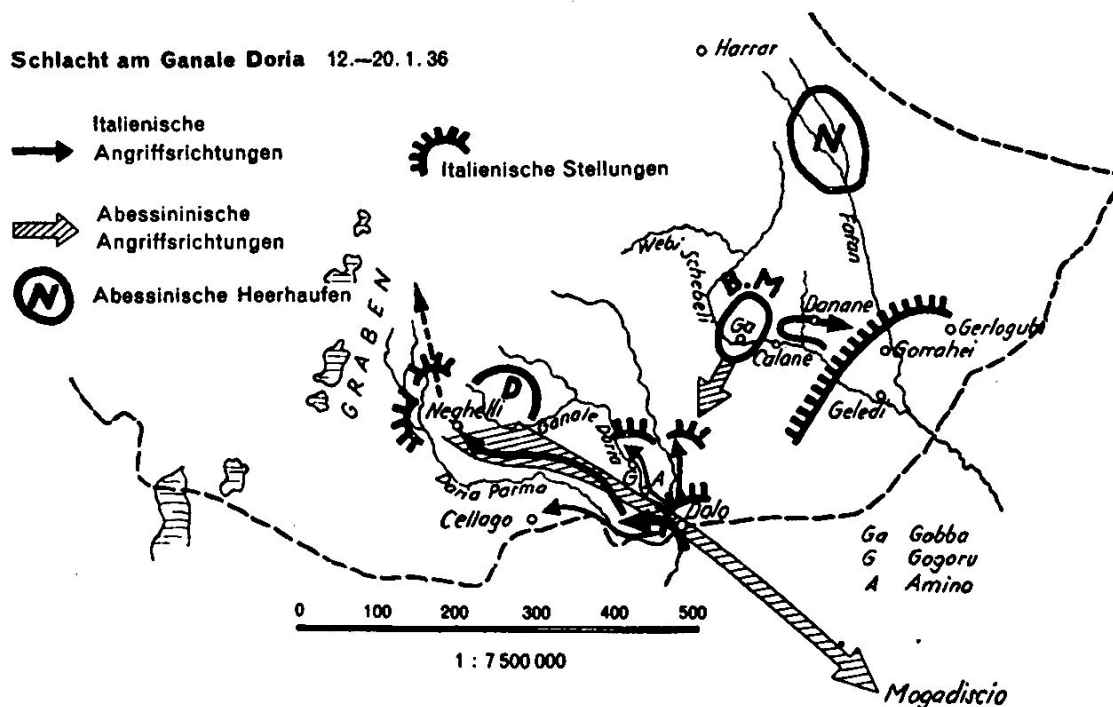 Schlacht am Ganale Doria 12.—20. 1. 36
Italienische
Angriffsrichtungen
Italienische Stellungen
Abessininische
Angriffsrichtungen
N
Abessinische Heerhaufen
Harrar
N
Fafan
Webi
Schebeli
B.M
Ga
Danane
Calane
Gerlogubi
Gorrahei
Geledi
GRABEN
D
Neghelli
Ganale Doria
G
A
Daria Parma
Cellago
Dolo
Ga Gobba
G Gogoru
A Amino
0 100 200 300 400 500
1 : 7 500 000
Mogadiscio